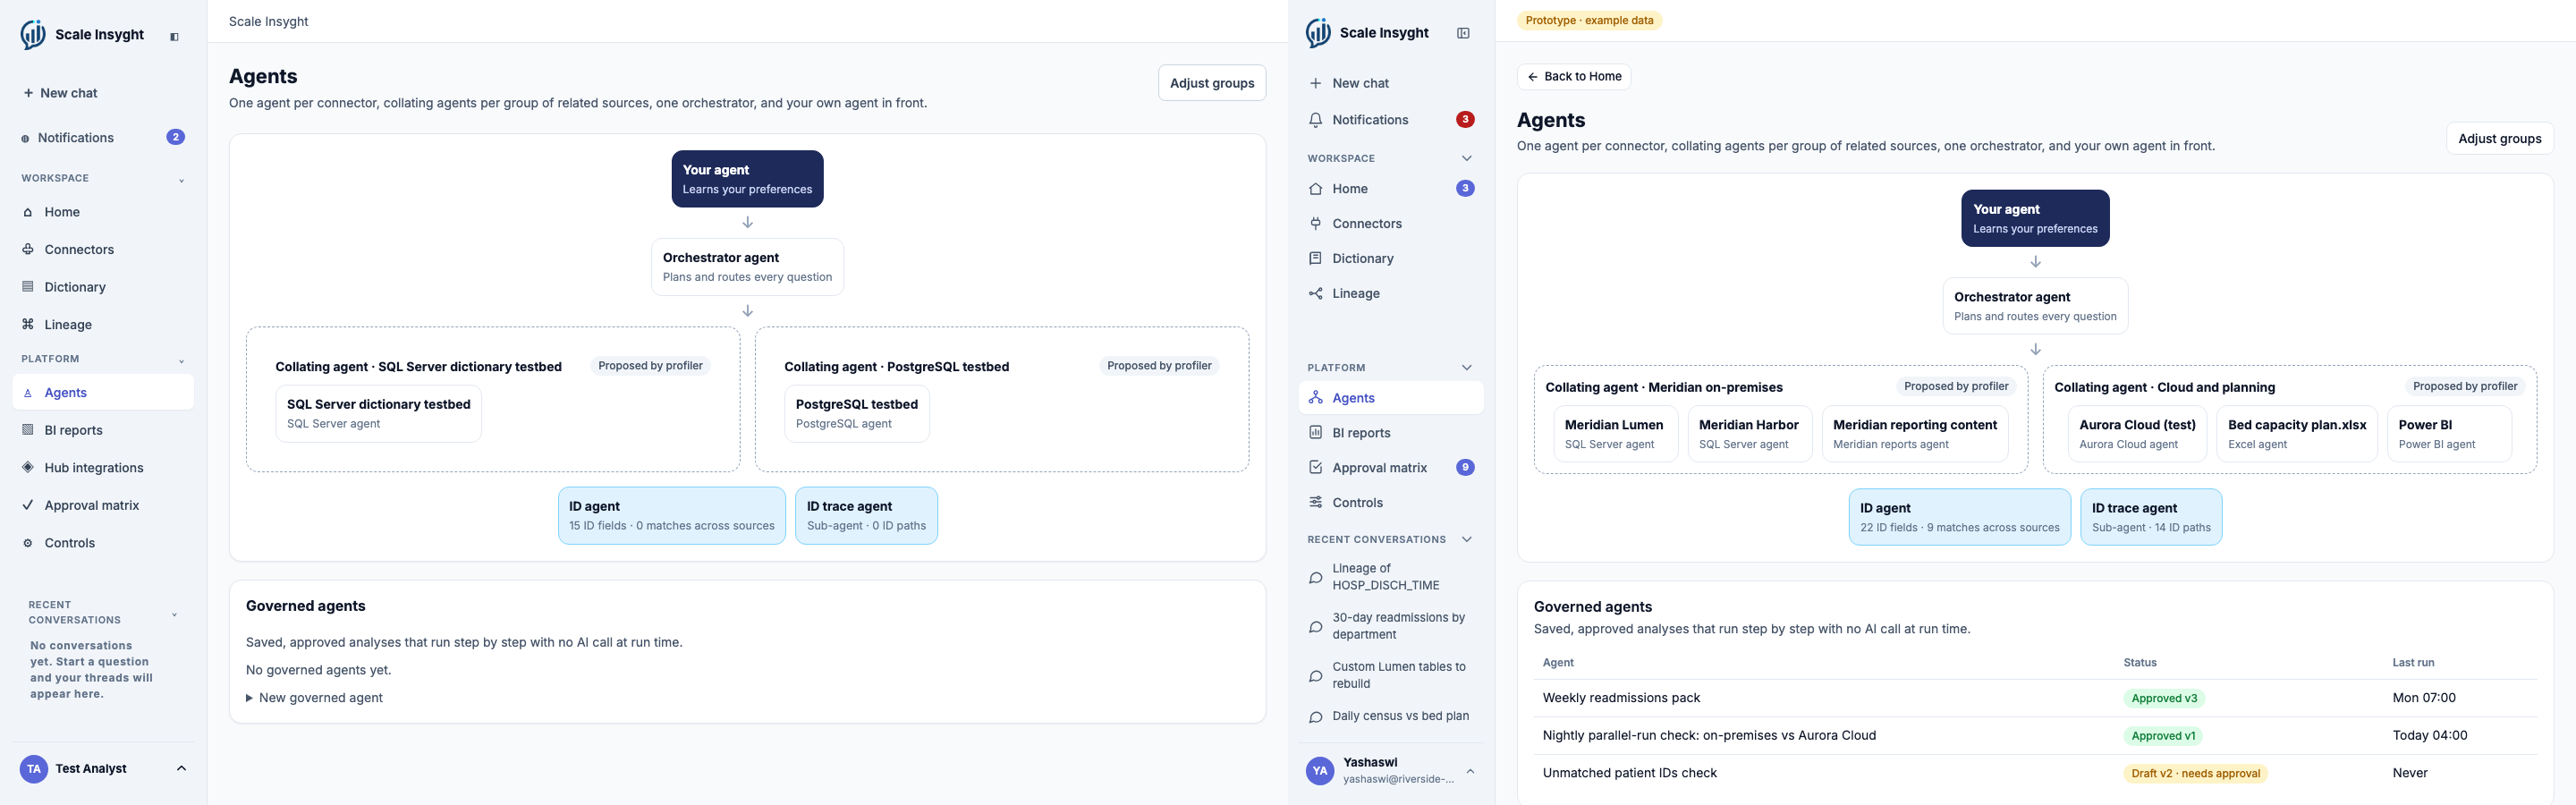 Scale Insyght
New chat
Notifications
2
WORKSPACE
Home
Connectors
Dictionary
Lineage
PLATFORM
Agents
BI reports
Hub integrations
Approval matrix
Controls
RECENT
CONVERSATIONS
No conversations
yet. Start a question
and your threads will
appear here.
TA
Test Analyst
Scale Insyght
Agents
One agent per connector, collating agents per group of related sources, one orchestrator, and your own agent in front.
Adjust groups
Your agent
Learns your preferences
Orchestrator agent
Plans and routes every question
Collating agent · SQL Server dictionary testbed
Proposed by profiler
SQL Server dictionary testbed
SQL Server agent
Collating agent · PostgreSQL testbed
Proposed by profiler
PostgreSQL testbed
PostgreSQL agent
ID agent
15 ID fields · 0 matches across sources
ID trace agent
Sub-agent · 0 ID paths
Governed agents
Saved, approved analyses that run step by step with no AI call at run time.
No governed agents yet.
New governed agent
Scale Insyght
New chat
Notifications
3
WORKSPACE
Home
3
Connectors
Dictionary
Lineage
PLATFORM
Agents
BI reports
Approval matrix
9
Controls
RECENT CONVERSATIONS
Lineage of
HOSP_DISCH_TIME
30-day readmissions by
department
Custom Lumen tables to
rebuild
Daily census vs bed plan
YA
Yashaswi
yashaswi@riverside-...
Prototype · example data
Back to Home
Agents
One agent per connector, collating agents per group of related sources, one orchestrator, and your own agent in front.
Adjust groups
Your agent
Learns your preferences
Orchestrator agent
Plans and routes every question
Collating agent · Meridian on-premises
Proposed by profiler
Meridian Lumen
SQL Server agent
Meridian Harbor
SQL Server agent
Meridian reporting content
Meridian reports agent
Collating agent · Cloud and planning
Proposed by profiler
Aurora Cloud (test)
Aurora Cloud agent
Bed capacity plan.xlsx
Excel agent
Power BI
Power BI agent
ID agent
22 ID fields · 9 matches across sources
ID trace agent
Sub-agent · 14 ID paths
Governed agents
Saved, approved analyses that run step by step with no AI call at run time.
Agent Status Last run
Weekly readmissions pack Approved v3 Mon 07:00
Nightly parallel-run check: on-premises vs Aurora Cloud Approved v1 Today 04:00
Unmatched patient IDs check Draft v2 · needs approval Never